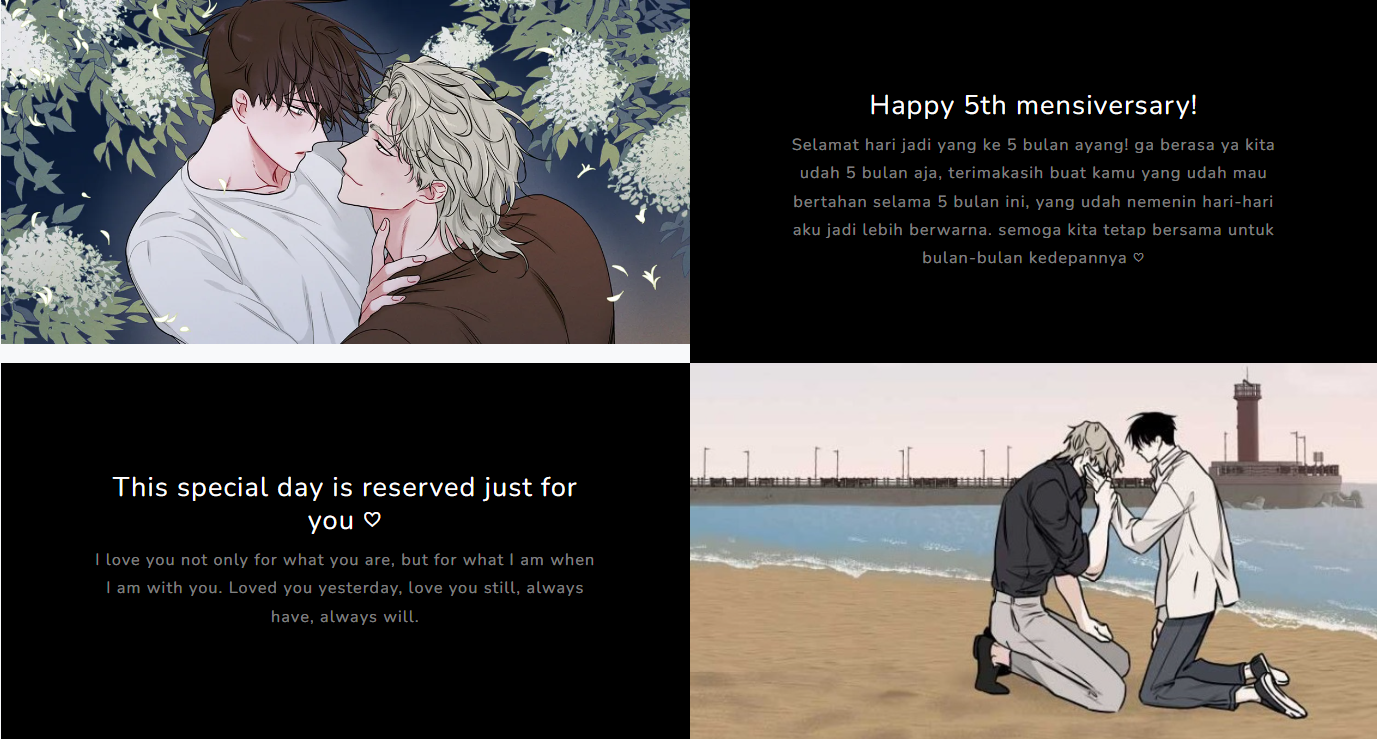 Happy 5th mensiversary!
Selamat hari jadi yang ke 5 bulan ayang! ga berasa ya kita
udah 5 bulan aja, terimakasih buat kamu yang udah mau
bertahan selama 5 bulan ini, yang udah nemenin hari-hari
aku jadi lebih berwarna. semoga kita tetap bersama untuk
bulan-bulan kedepannya ♡
This special day is reserved just for
you ♡
I love you not only for what you are, but for what I am when
I am with you. Loved you yesterday, love you still, always
have, always will.